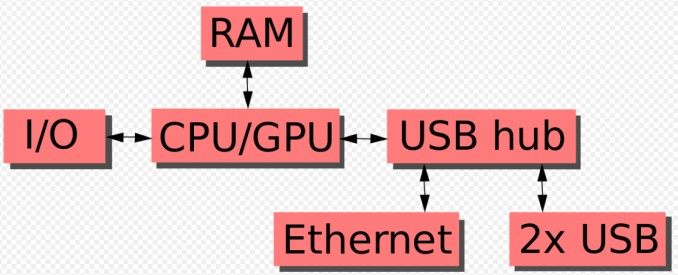 RAM
I/O
CPU/GPU
USB hub
Ethernet
2x USB